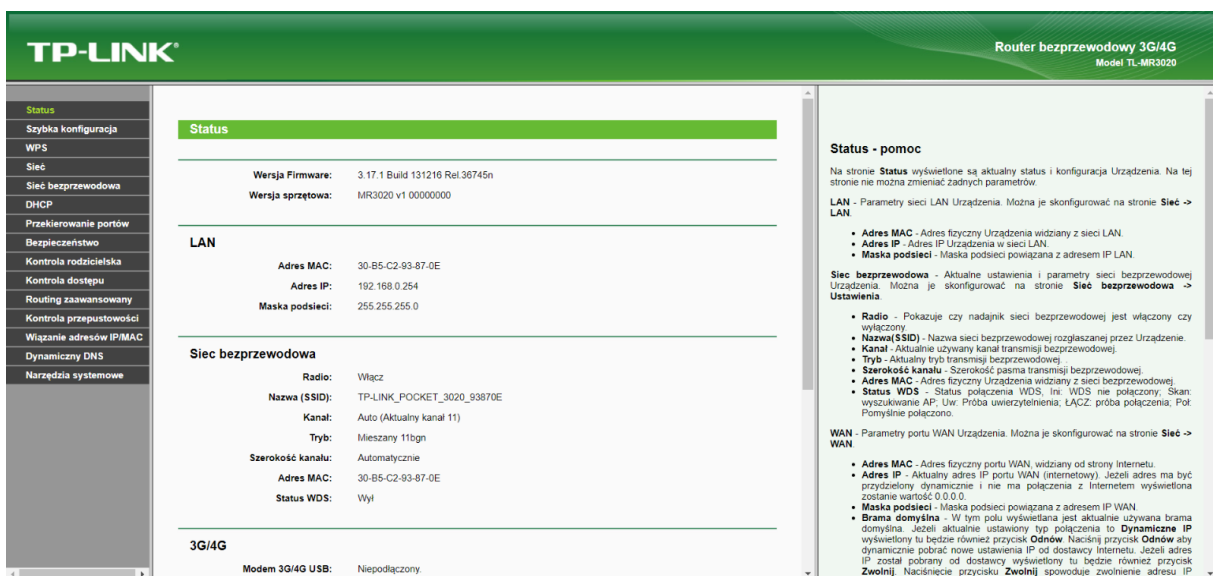 TP-LINK®
Router bezprzewodowy 3G/4G
Model TL-MR3020
Status
Szybka konfiguracja
WPS
Sieć
Sieć bezprzewodowa
DHCP
Przekierowanie portów
Bezpieczeństwo
Kontrola rodzicielska
Kontrola dostępu
Routing zaawansowany
Kontrola przepustowości
Wiązanie adresów IP/MAC
Dynamiczny DNS
Narzędzia systemowe
Status
Wersja Firmware: 3.17.1 Build 131216 Rel.36745n
Wersja sprzętowa: MR3020 v1 00000000
LAN
Adres MAC: 30-B5-C2-93-87-0E
Adres IP: 192.168.0.254
Maska podsieci: 255.255.255.0
Siec bezprzewodowa
Radio: Włącz
Nazwa (SSID): TP-LINK_POCKET_3020_93870E
Kanał: Auto (Aktualny kanał 11)
Tryb: Mieszany 11bgn
Szerokość kanału: Automatycznie
Adres MAC: 30-B5-C2-93-87-0E
Status WDS: Wył
3G/4G
Modem 3G/4G USB: Niepodłączony.
Status - pomoc
Na stronie Status wyświetlone są aktualny status i konfiguracja Urządzenia. Na tej
stronie nie można zmieniać żadnych parametrów.
LAN - Parametry sieci LAN Urządzenia. Można je skonfigurować na stronie Sieć ->
LAN.
• Adres MAC - Adres fizyczny Urządzenia widziany z sieci LAN.
• Adres IP - Adres IP Urządzenia w sieci LAN.
• Maska podsieci - Maska podsieci powiązana z adresem IP LAN.
Siec bezprzewodowa - Aktualne ustawienia i parametry sieci bezprzewodowej
Urządzenia. Można je skonfigurować na stronie Sieć bezprzewodowa ->
Ustawienia.
• Radio - Pokazuje czy nadajnik sieci bezprzewodowej jest włączony czy
wyłączony.
• Nazwa(SSID) - Nazwa sieci bezprzewodowej rozgłaszanej przez Urządzenie.
• Kanał - Aktualnie używany kanał transmisji bezprzewodowej.
• Tryb - Aktualny tryb transmisji bezprzewodowej. .
• Szerokość kanału - Szerokość pasma transmisji bezprzewodowej.
• Adres MAC - Adres fizyczny Urządzenia widziany z sieci bezprzewodowej.
• Status WDS - Status połączenia WDS, Ini: WDS nie połączony; Skan:
wyszukiwanie AP; Uw: Próba uwierzytelnienia; ŁĄCZ: próba połączenia; Poł:
Pomyślnie połączono.
WAN - Parametry portu WAN Urządzenia. Można je skonfigurować na stronie Sieć ->
WAN.
• Adres MAC - Adres fizyczny portu WAN, widziany od strony Internetu.
• Adres IP - Aktualny adres IP portu WAN (internetowy). Jeżeli adres ma być
przydzielony dynamicznie i nie ma połączenia z Internetem wyświetlona
zostanie wartość 0.0.0.0.
• Maska podsieci - Maska podsieci powiązana z adresem IP WAN.
• Brama domyślna - W tym polu wyświetlana jest aktualnie używana brama
domyślna. Jeżeli aktualnie ustawiony typ połączenia to Dynamiczne IP
wyświetlony tu będzie również przycisk Odnów. Naciśnij przycisk Odnów aby
dynamicznie pobrać nowe ustawienia IP od dostawcy Internetu. Jeżeli adres
IP został pobrany od dostawcy wyświetlony tu będzie również przycisk
Zwolnij. Naciśnięcie przycisku Zwolnij spowoduje zwolnienie adresu IP